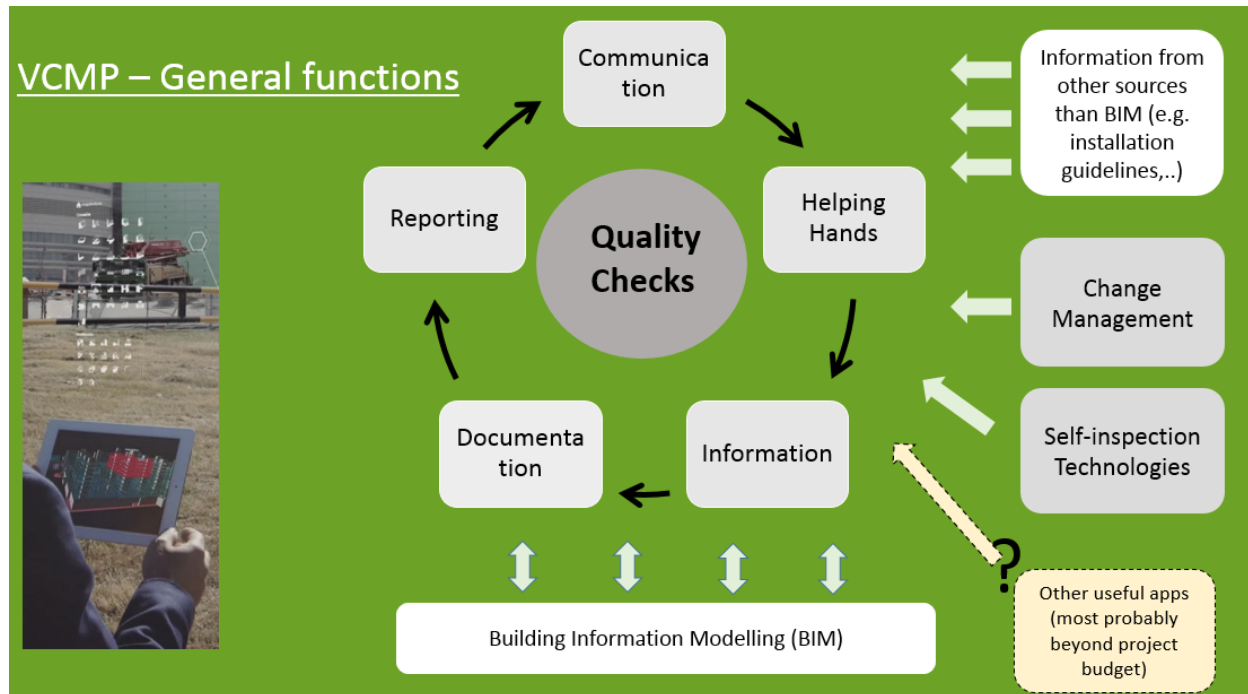 VCMP – General functions
Communica
tion
Helping
Hands
Information
Documenta
tion
Reporting
Quality
Checks
Information from
other sources
than BIM (e.g.
installation
guidelines,..)
Change
Management
Self-inspection
Technologies
?
Other useful apps
(most probably
beyond project
budget)
Building Information Modelling (BIM)